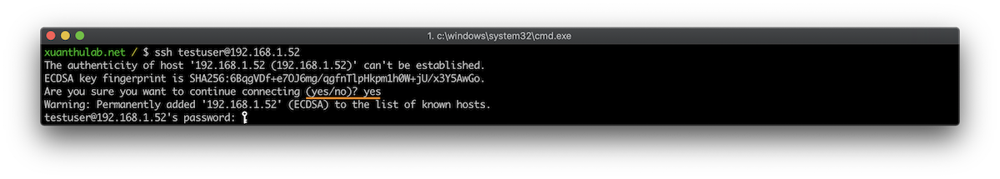 1. c:\windows\system32\cmd.exe
xuanthulab.net / $ ssh testuser@192.168.1.52
The authenticity of host '192.168.1.52 (192.168.1.52)' can't be established.
ECDSA key fingerprint is SHA256:6BqgVDf+e7OJ6mg/qgfnTlpHkpm1h0W+jU/x3Y5AwGo.
Are you sure you want to continue connecting (yes/no)? yes
Warning: Permanently added '192.168.1.52' (ECDSA) to the list of known hosts.
testuser@192.168.1.52's password: